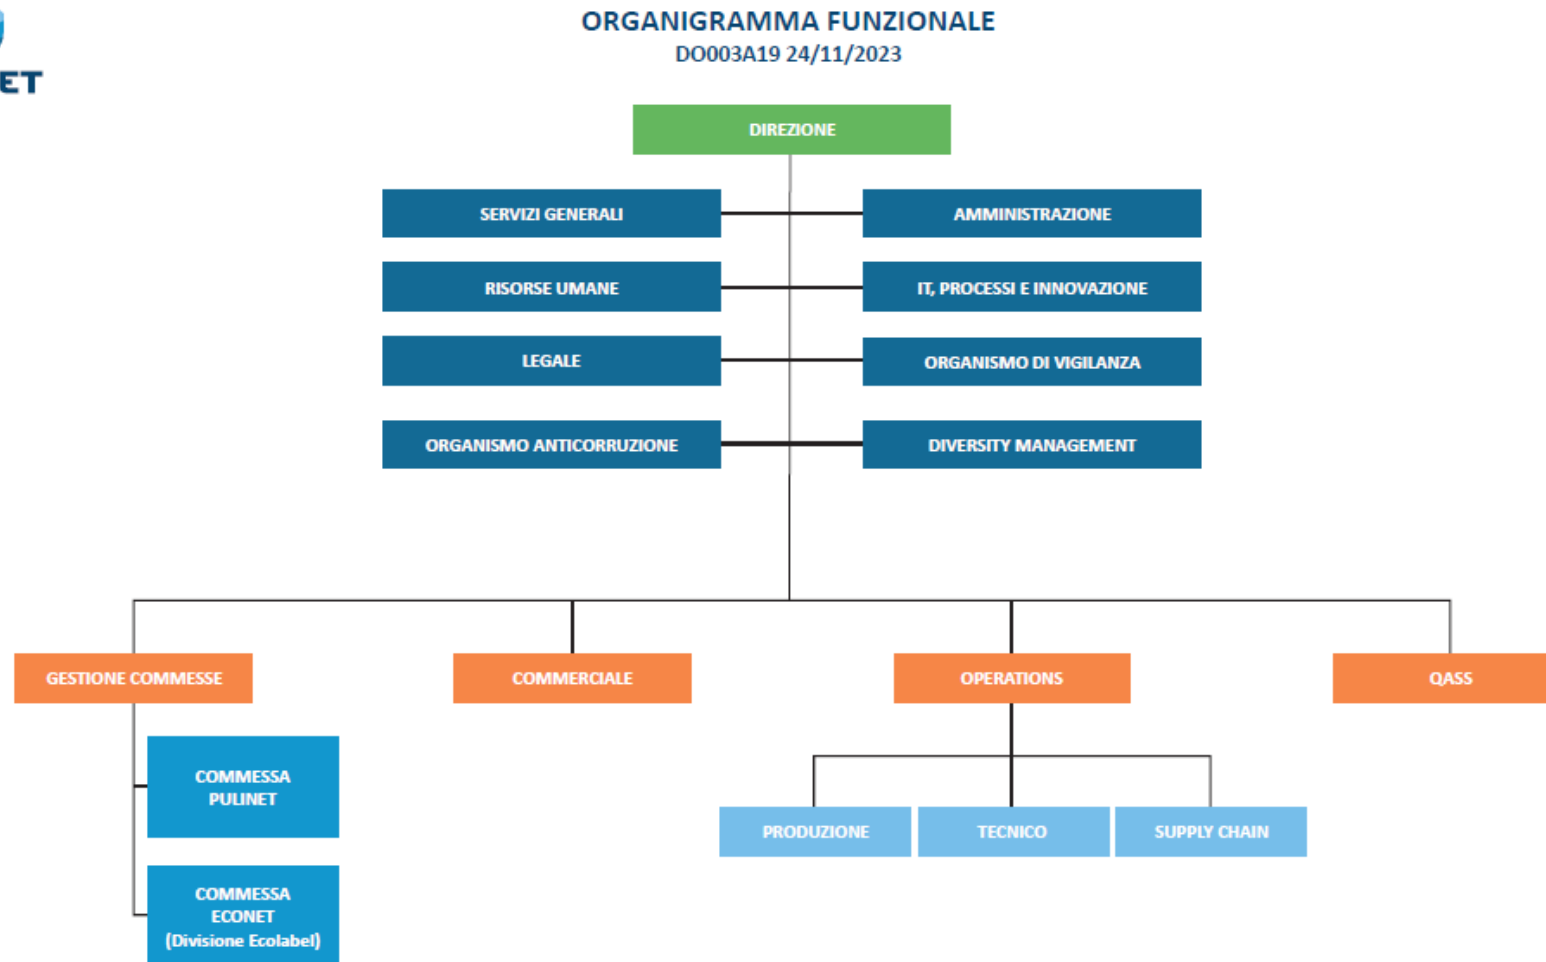 ET
ORGANIGRAMMA FUNZIONALE
DO003A19 24/11/2023
DIREZIONE
SERVIZI GENERALI
AMMINISTRAZIONE
RISORSE UMANE
IT, PROCESSI E INNOVAZIONE
LEGALE
ORGANISMO DI VIGILANZA
ORGANISMO ANTICORRUZIONE
DIVERSITY MANAGEMENT
GESTIONE COMMESSE
COMMERCIALE
OPERATIONS
QASS
COMMESSA
PULINET
PRODUZIONE
TECNICO
SUPPLY CHAIN
COMMESSA
ECONET
(Divisione Ecolabel)